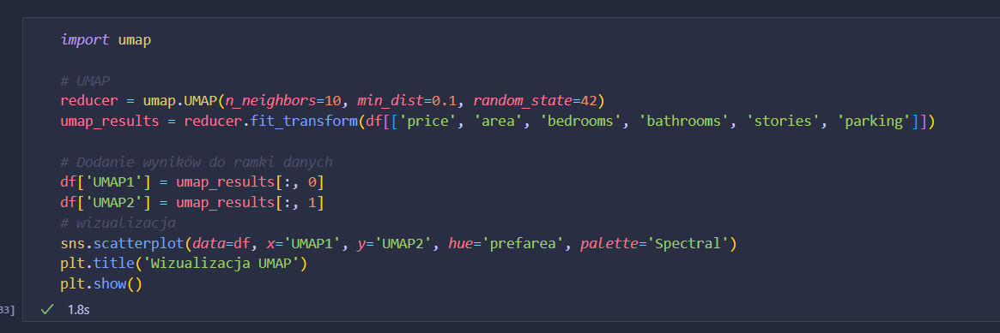 import umap
# UMAP
reducer = umap.UMAP(n_neighbors=10, min_dist=0.1, random_state=42)
umap_results = reducer.fit_transform(df[['price', 'area', 'bedrooms', 'bathrooms', 'stories', 'parking']])
# Dodanie wyników do ramki danych
df['UMAP1'] = umap_results[:, 0]
df['UMAP2'] = umap_results[:, 1]
# wizualizacja
sns.scatterplot(data=df, x='UMAP1', y='UMAP2', hue='prefarea', palette='Spectral')
plt.title('Wizualizacja UMAP')
plt.show()
33] 1.8s